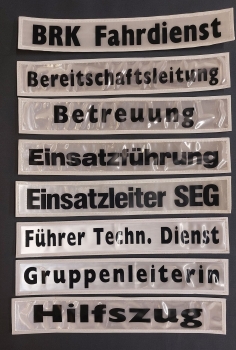 BRK Fahrdienst
Bereitschaftsleitung
Betreuung
Einsatzführung
Einsatzleiter SEG
Führer Techn. Dienst
Gruppenleiterin
Hilfszug